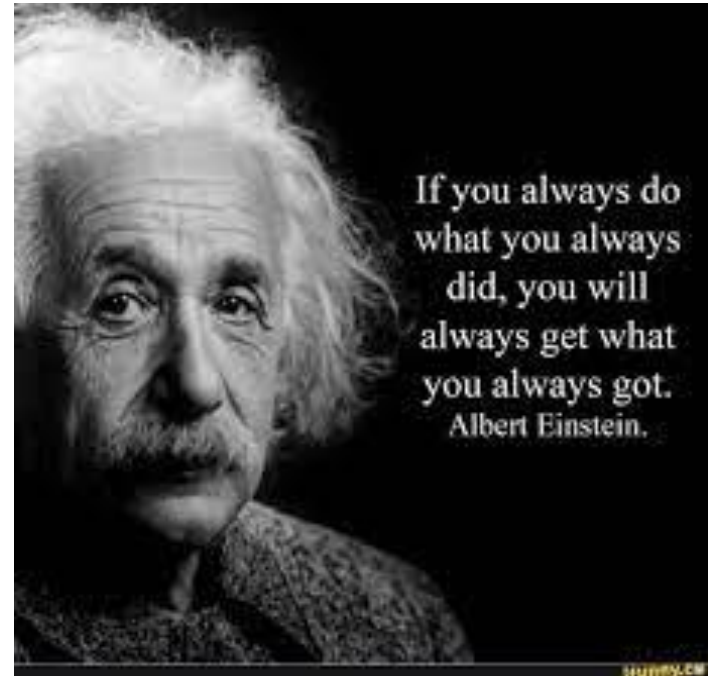 If you always do
what you always
did, you will
always get what
you always got.
Albert Einstein.